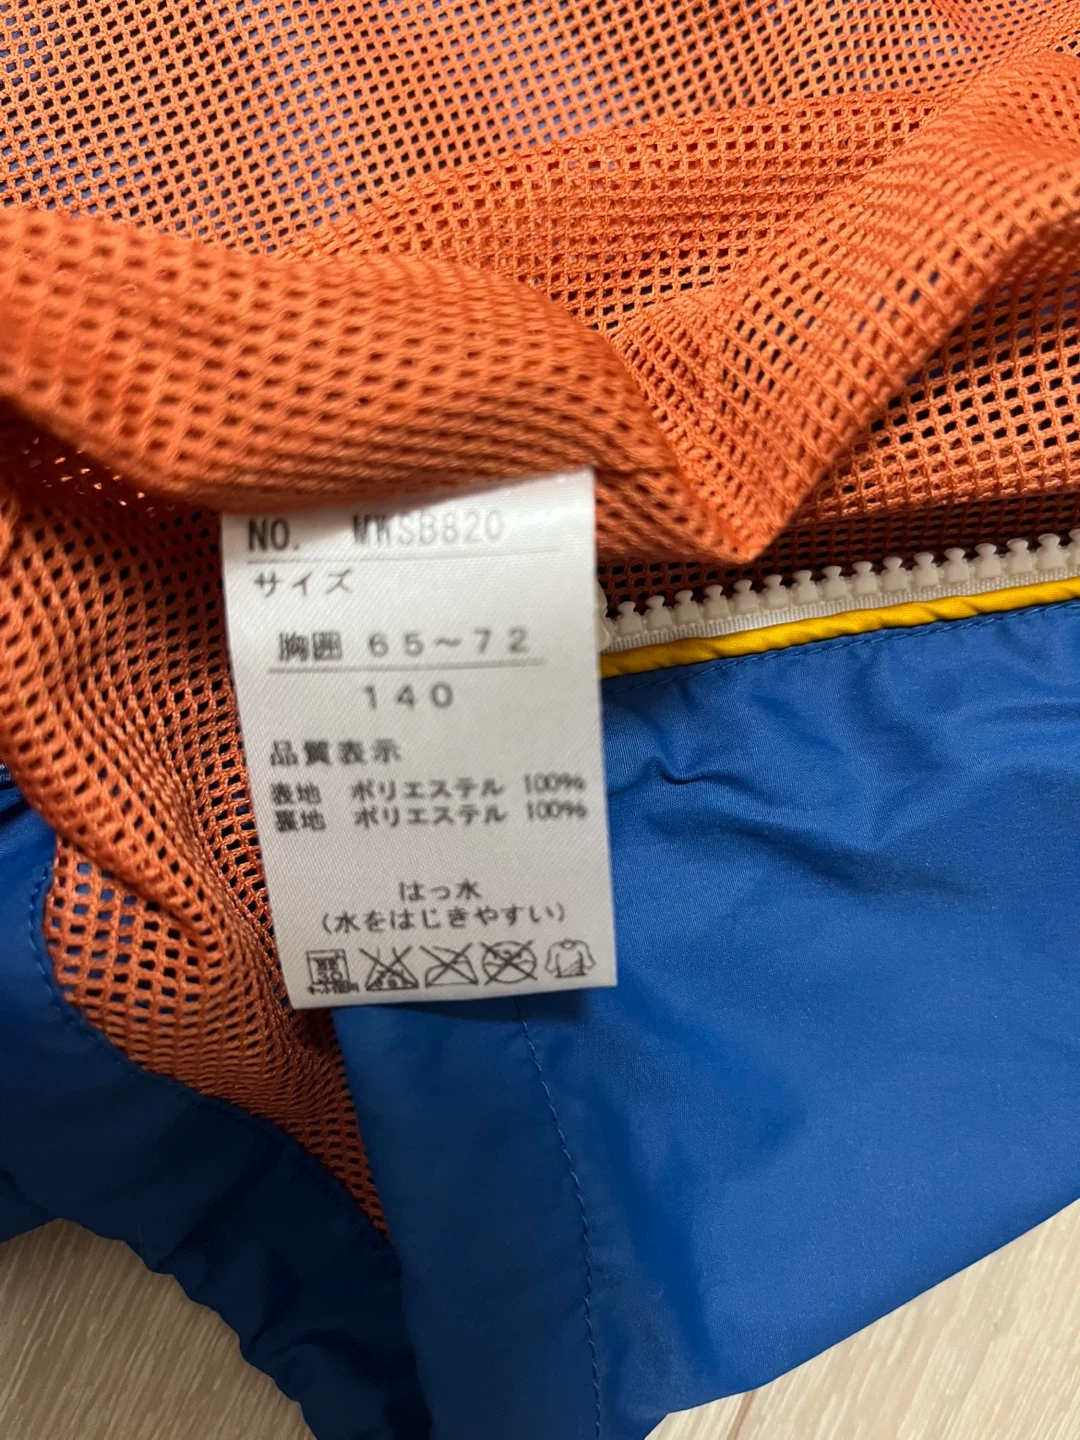 NO. MWSB820
サイズ
胸囲 65～72
140
品質表示
表地 ポリエステル 100%
裏地 ポリエステル 100%
はっ水
（水をはじきやすい）